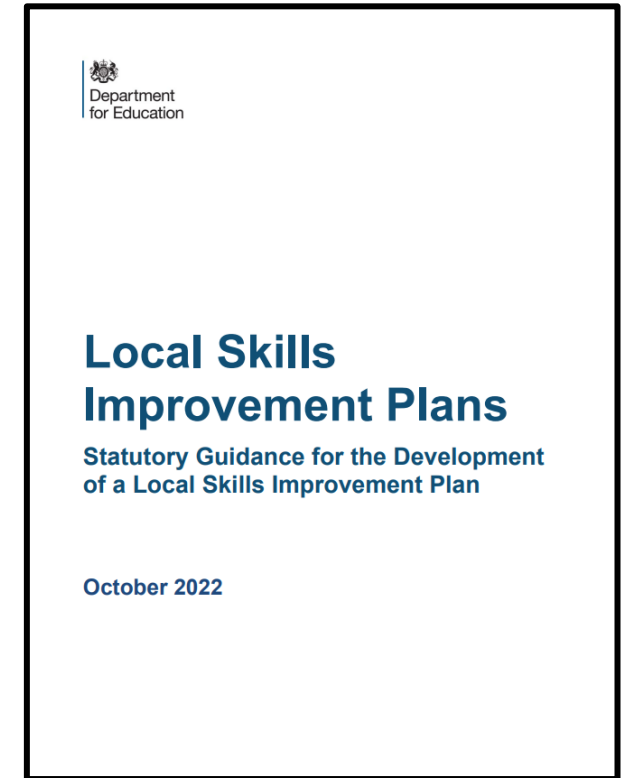 Department
for Education
Local Skills
Improvement Plans
Statutory Guidance for the Development
of a Local Skills Improvement Plan
October 2022